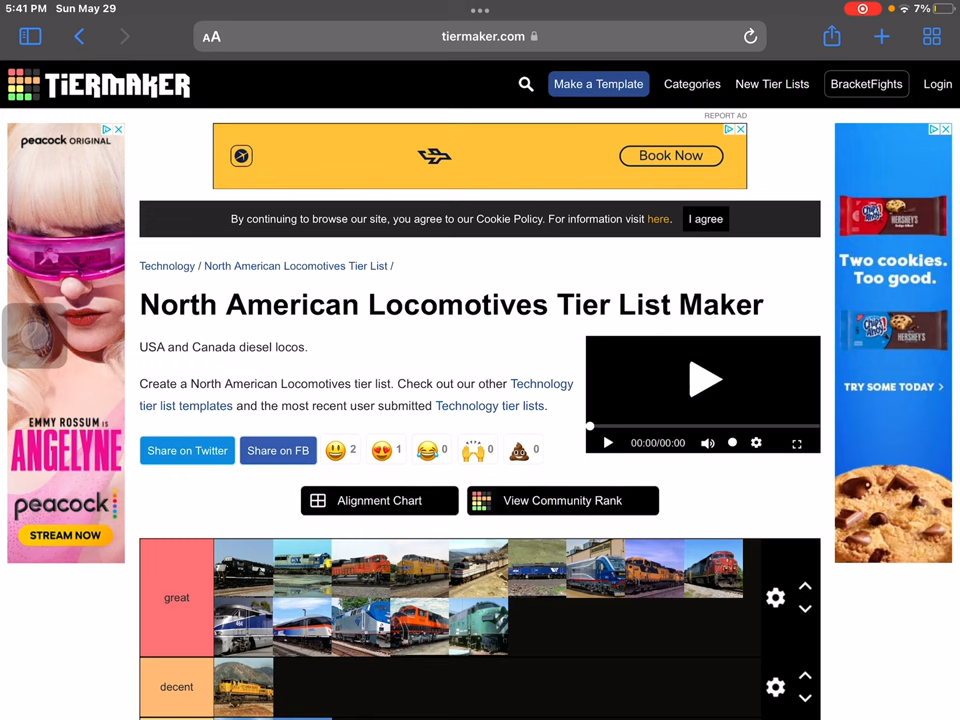 5:41 PM Sun May 29
7%
AA
tiermaker.com
TiERMAKER
Make a Template
Categories
New Tier Lists
BracketFights
Login
REPORT AD
peacock ORIGINAL
Book Now
By continuing to browse our site, you agree to our Cookie Policy. For information visit here.
I agree
Technology / North American Locomotives Tier List /
North American Locomotives Tier List Maker
USA and Canada diesel locos.
Create a North American Locomotives tier list. Check out our other Technology
tier list templates and the most recent user submitted Technology tier lists.
Share on Twitter
Share on FB
2
1
0
0
0
00:00/00:00
Alignment Chart
View Community Rank
great
decent
EMMY ROSSUM IS
ANGELYNE
peacock
STREAM NOW
CHIPS AHOY!
HERSHEY'S
Two cookies.
Too good.
CHIPS AHOY!
HERSHEY'S
TRY SOME TODAY >